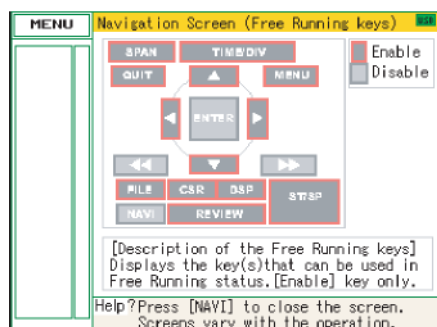 MENU
Navigation Screen (Free Running keys)
USB
SPAN TIME/DIV
QUIT MENU
ENTER
FILE CSR DSP ST/SP
NAVI REVIEW
Enable
Disable
[Description of the Free Running keys]
Displays the key(s)that can be used in
Free Running status.[Enable] key only.
Help?Press [NAVI] to close the screen.
Screens vary with the operation.